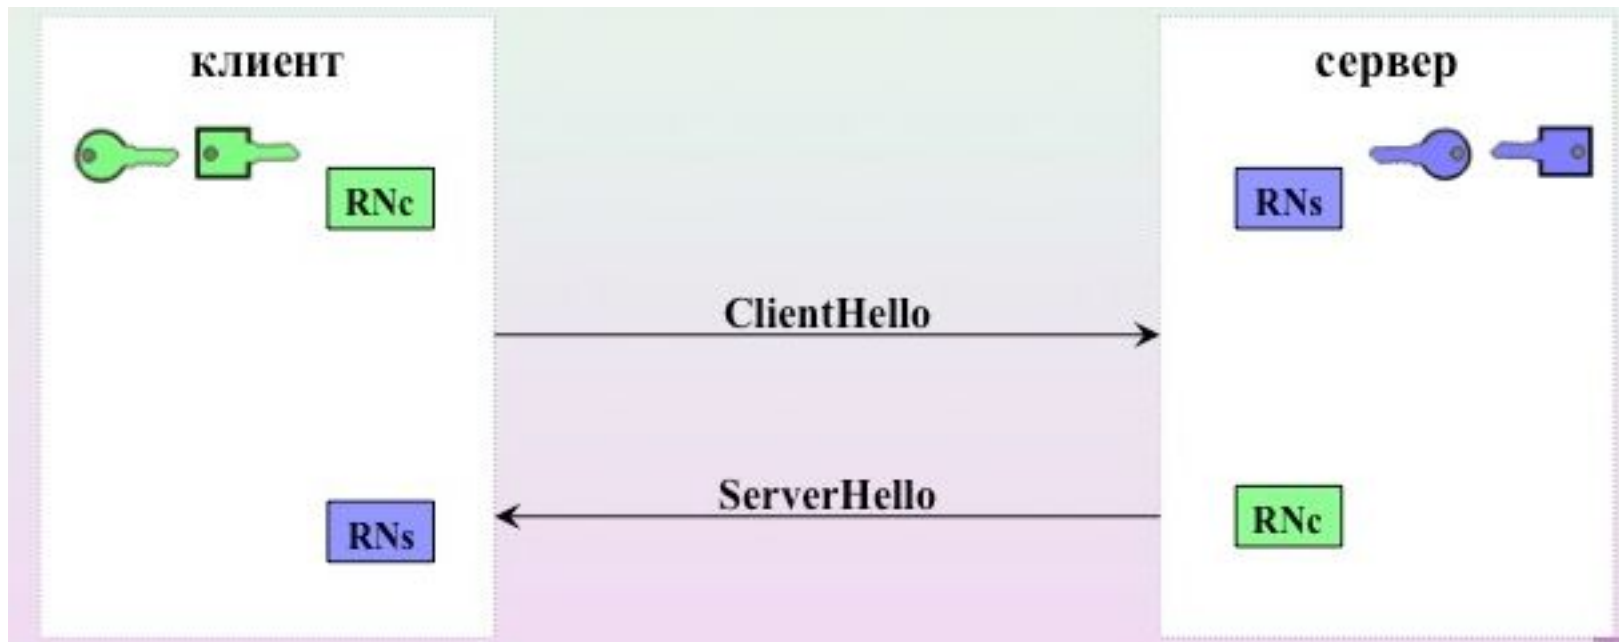 клиент
сервер
RNc
RNs
ClientHello
ServerHello
RNs
RNc